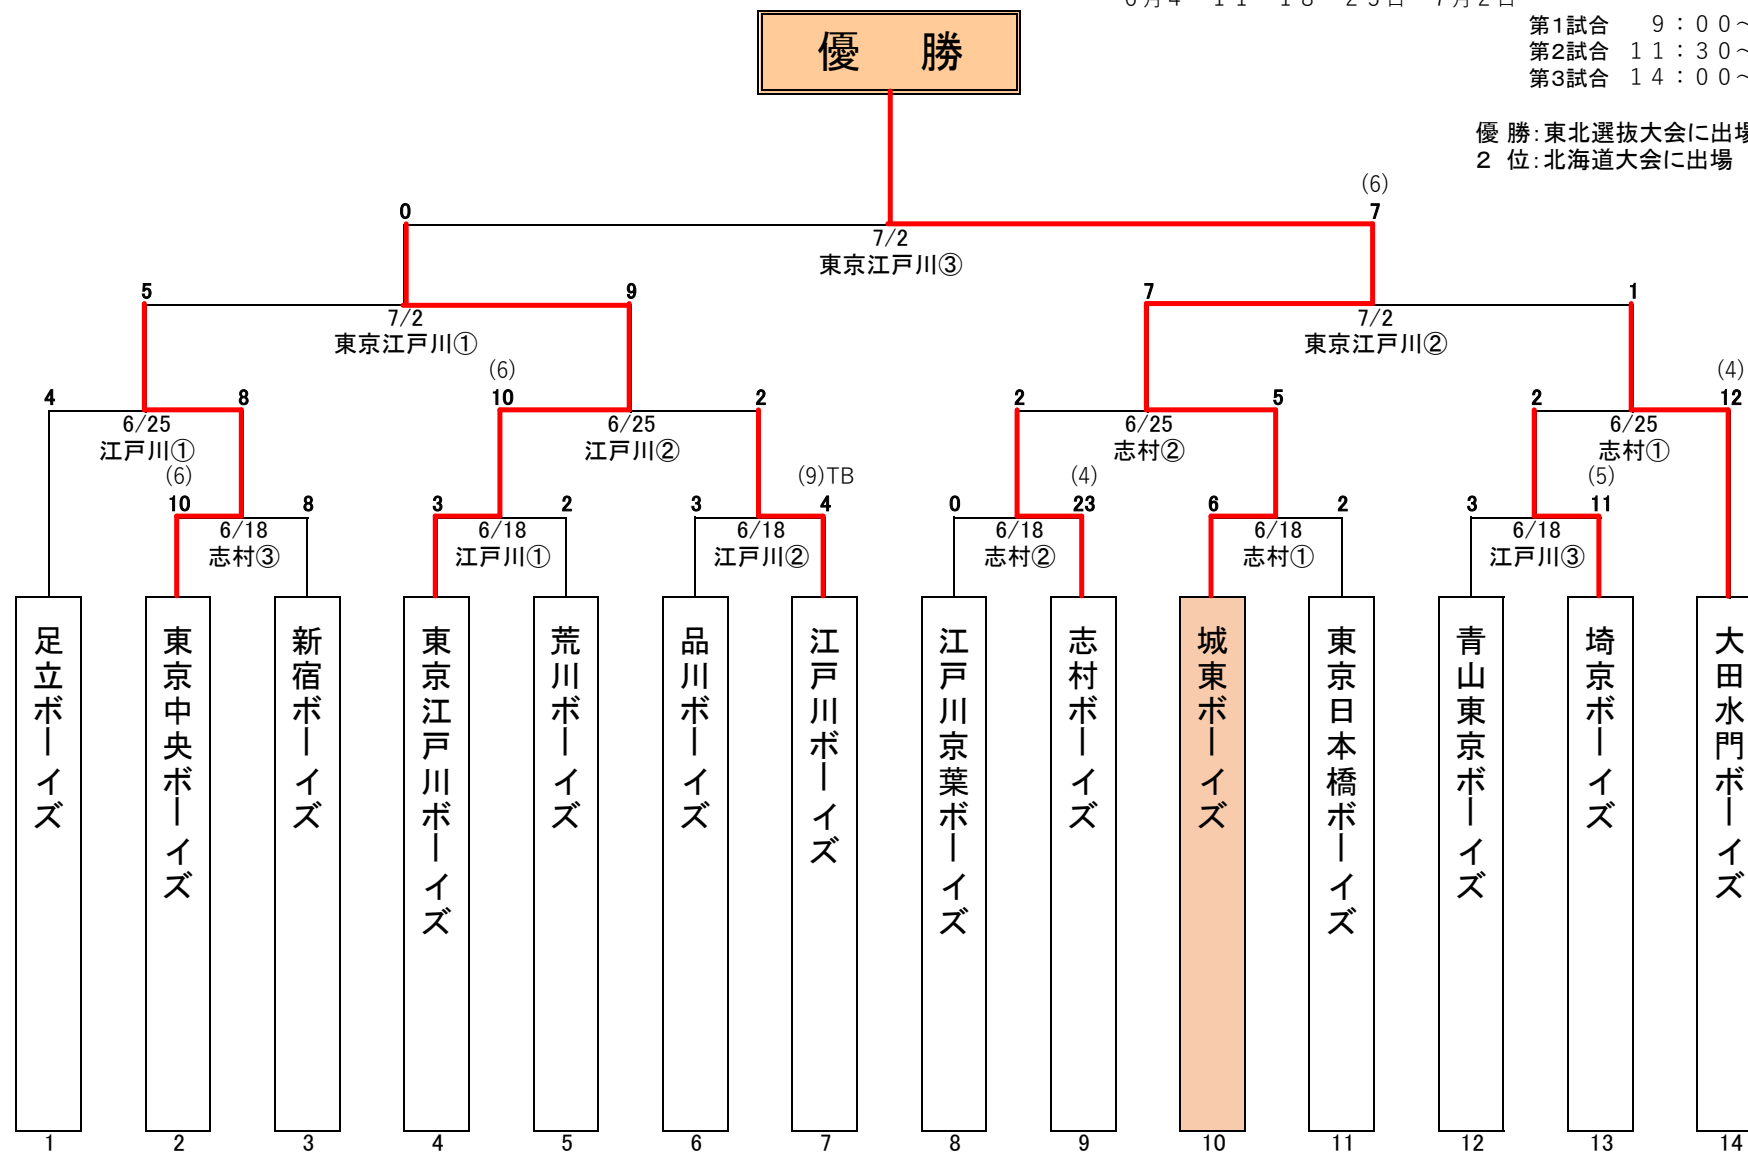 6月4 11 18 25日 7月2日
第1試合 9:00～
第2試合 11:30～
第3試合 14:00～
優 勝
優 勝:東北選抜大会に出場
2 位:北海道大会に出場
(6)
0 7
7/2
東京江戸川③
5 9 7 1
7/2 7/2
東京江戸川① 東京江戸川②
(6) (4)
4 8 10 2 2 5 2 12
6/25 6/25 6/25 6/25
江戸川① 江戸川② 志村② 志村①
(6) (9)TB (4) (5)
10 8 3 2 3 4 0 23 6 2 3 11
6/18 6/18 6/18 6/18 6/18 6/18
志村③ 江戸川① 江戸川② 志村② 志村① 江戸川③
足立ボーイズ
東京中央ボーイズ
新宿ボーイズ
東京江戸川ボーイズ
荒川ボーイズ
品川ボーイズ
江戸川ボーイズ
江戸川京葉ボーイズ
志村ボーイズ
城東ボーイズ
東京日本橋ボーイズ
青山東京ボーイズ
埼京ボーイズ
大田水門ボーイズ
1 2 3 4 5 6 7 8 9 10 11 12 13 14